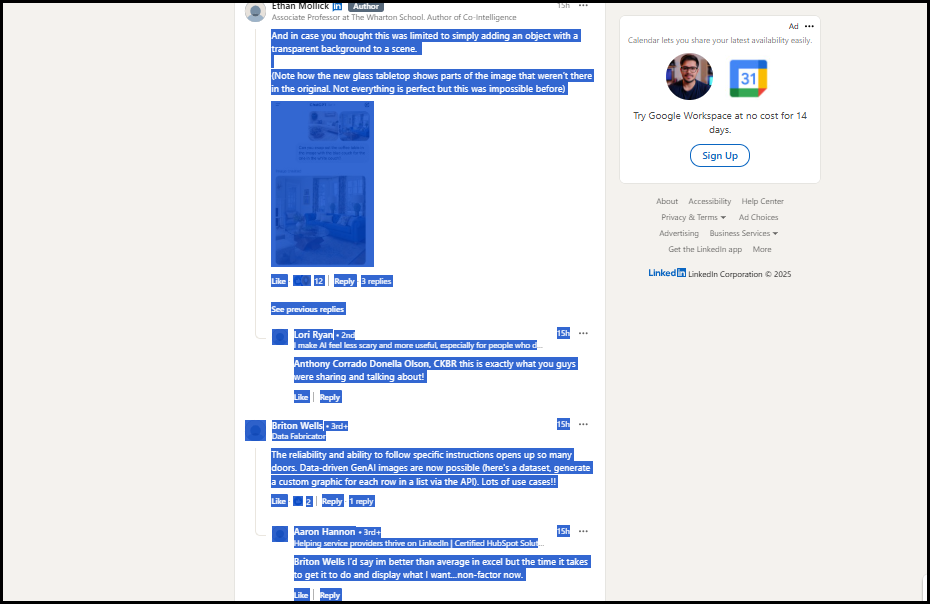 Ethan Mollick in Author 15h
Associate Professor at The Wharton School. Author of Co-Intelligence
And in case you thought this was limited to simply adding an object with a
transparent background to a scene.
(Note how the new glass tabletop shows parts of the image that weren't there
in the original. Not everything is perfect but this was impossible before)
Like 12 Reply 3 replies
See previous replies
Lori Ryan • 2nd 15h
I make AI feel less scary and more useful, especially for people who d...
Anthony Corrado Donella Olson, CKBR this is exactly what you guys
were sharing and talking about!
Like Reply
Briton Wells • 3rd+ 15h
Data Fabricator
The reliability and ability to follow specific instructions opens up so many
doors. Data-driven GenAI images are now possible (here's a dataset, generate
a custom graphic for each row in a list via the API). Lots of use cases!!
Like 2 Reply 1 reply
Aaron Hannon • 3rd+ 15h
Helping service providers thrive on LinkedIn | Certified HubSpot Solut...
Briton Wells I'd say im better than average in excel but the time it takes
to get it to do and display what I want...non-factor now.
Like Reply
Ad
Calendar lets you share your latest availability easily.
31
Try Google Workspace at no cost for 14
days.
Sign Up
About Accessibility Help Center
Privacy & Terms Ad Choices
Advertising Business Services
Get the LinkedIn app More
LinkedIn LinkedIn Corporation © 2025